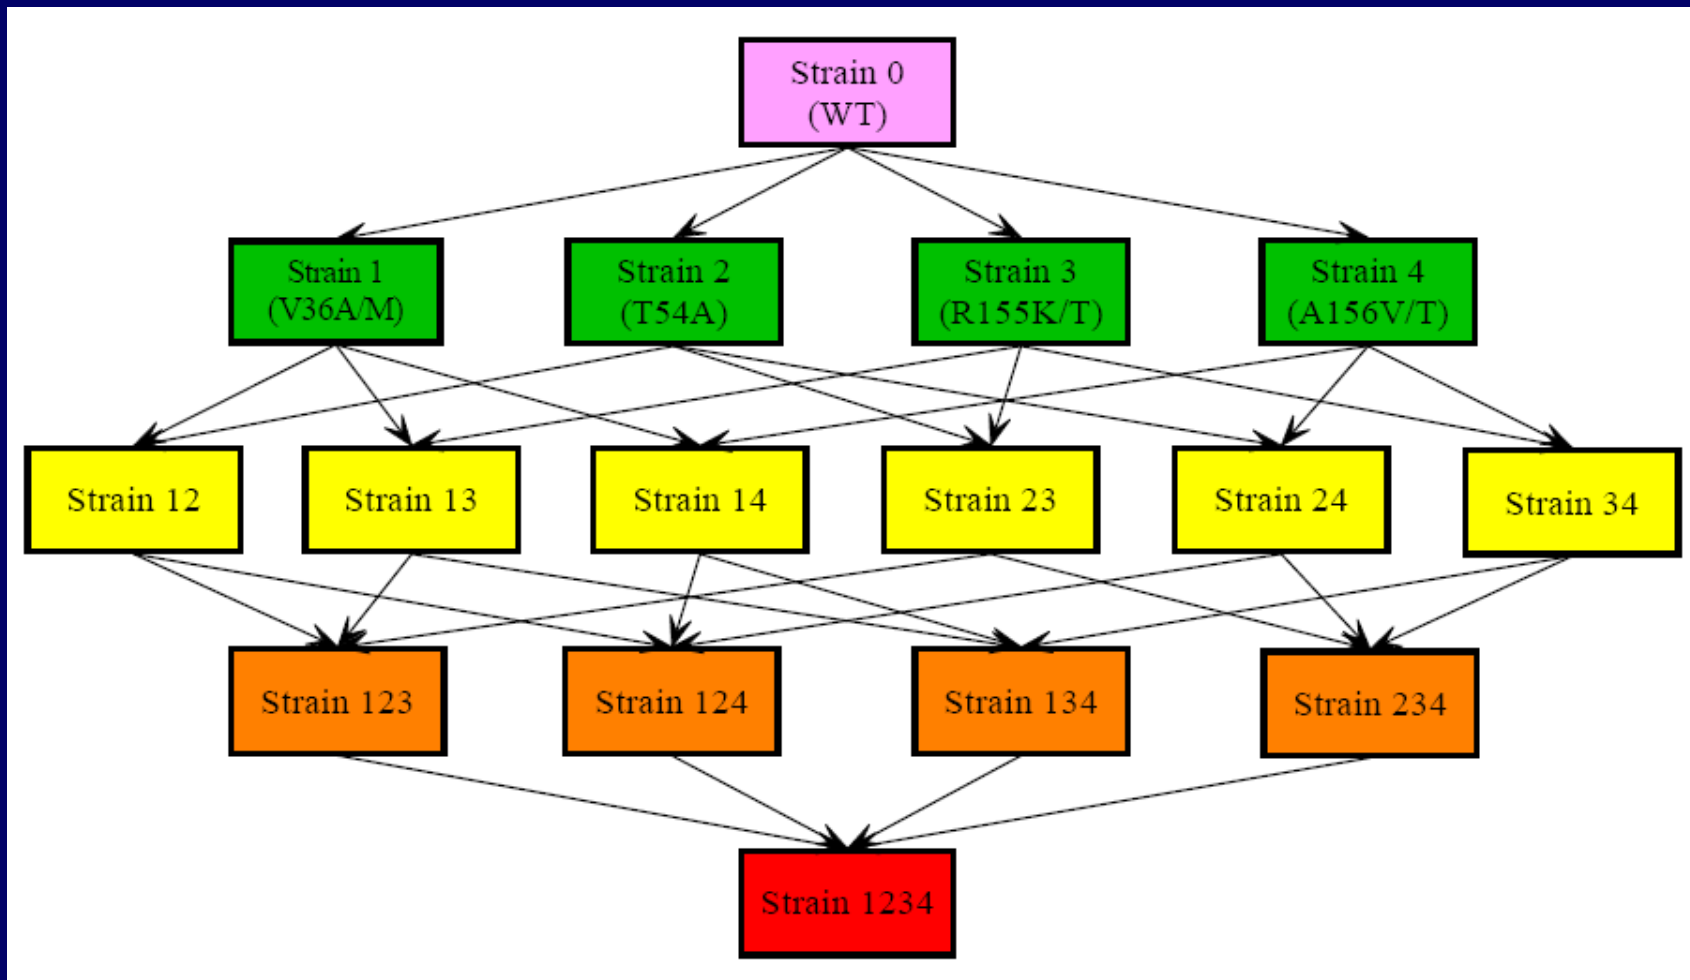 Strain 0
(WT)
Strain 1
(V36A/M)
Strain 2
(T54A)
Strain 3
(R155K/T)
Strain 4
(A156V/T)
Strain 12
Strain 13
Strain 14
Strain 23
Strain 24
Strain 34
Strain 123
Strain 124
Strain 134
Strain 234
Strain 1234